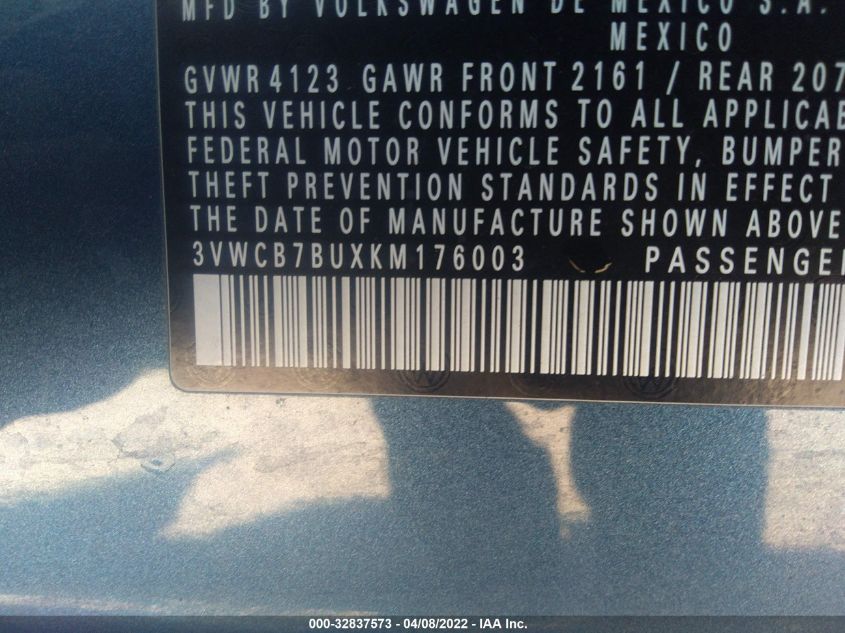 MFD BY VOLKSWAGEN DE MEXICO S.A.
MEXICO
GVWR 4123 GAWR FRONT 2161 / REAR 207
THIS VEHICLE CONFORMS TO ALL APPLICAB
FEDERAL MOTOR VEHICLE SAFETY, BUMPER
THEFT PREVENTION STANDARDS IN EFFECT
THE DATE OF MANUFACTURE SHOWN ABOVE
3VWCB7BUXKM176003 PASSENGER
000-32837573 - 04/08/2022 - IAA Inc.